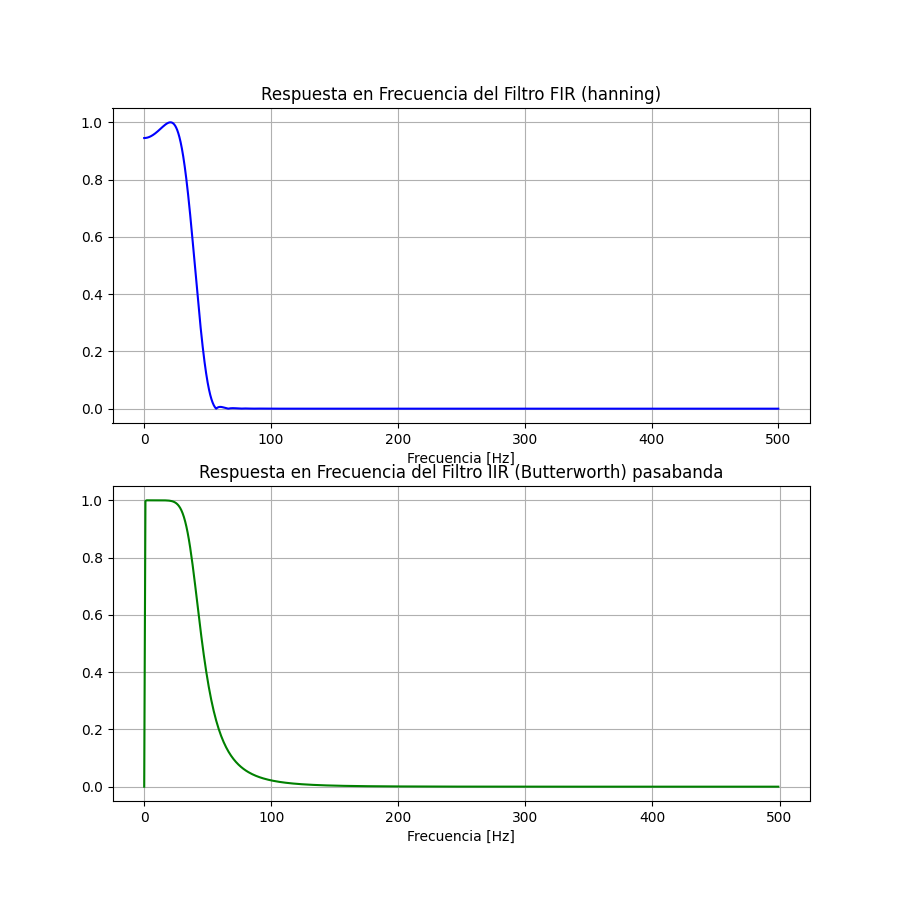 Respuesta en Frecuencia del Filtro FIR (hanning)
1.0
0.8
0.6
0.4
0.2
0.0
0 100 200 300 400 500
Frecuencia [Hz]
Respuesta en Frecuencia del Filtro IIR (Butterworth) pasabanda
1.0
0.8
0.6
0.4
0.2
0.0
0 100 200 300 400 500
Frecuencia [Hz]